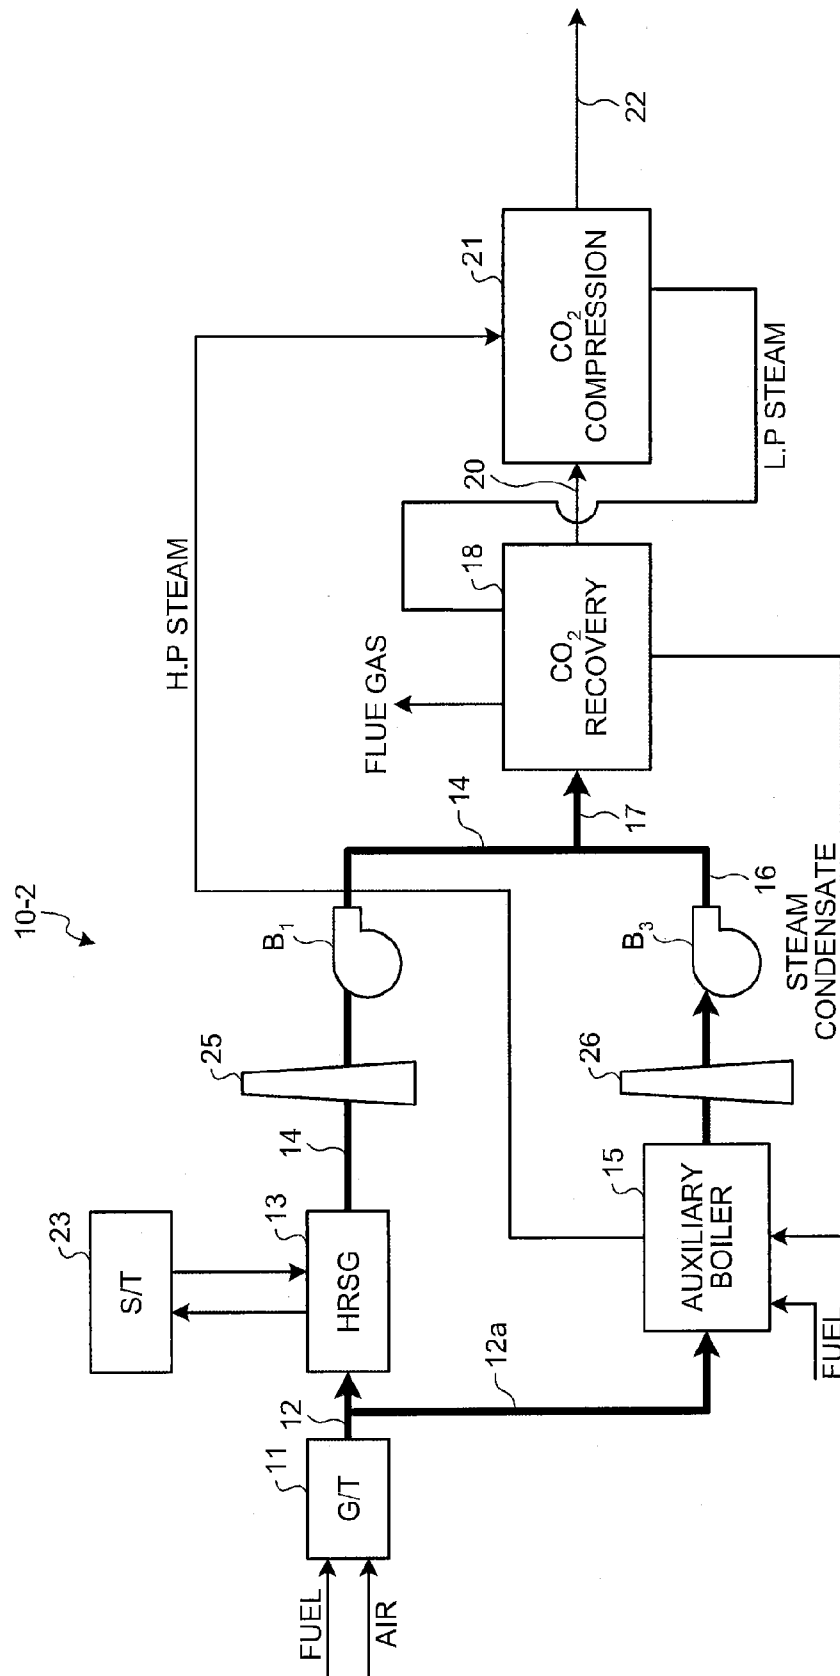 10-2
FUEL
AIR
11
G/T
12
12a
23
S/T
13
HRSG
14
25
B1
14
17
H.P STEAM
FLUE GAS
18
CO2
RECOVERY
20
21
CO2
COMPRESSION
22
L.P STEAM
FUEL
15
AUXILIARY
BOILER
26
B3
16
STEAM
CONDENSATE